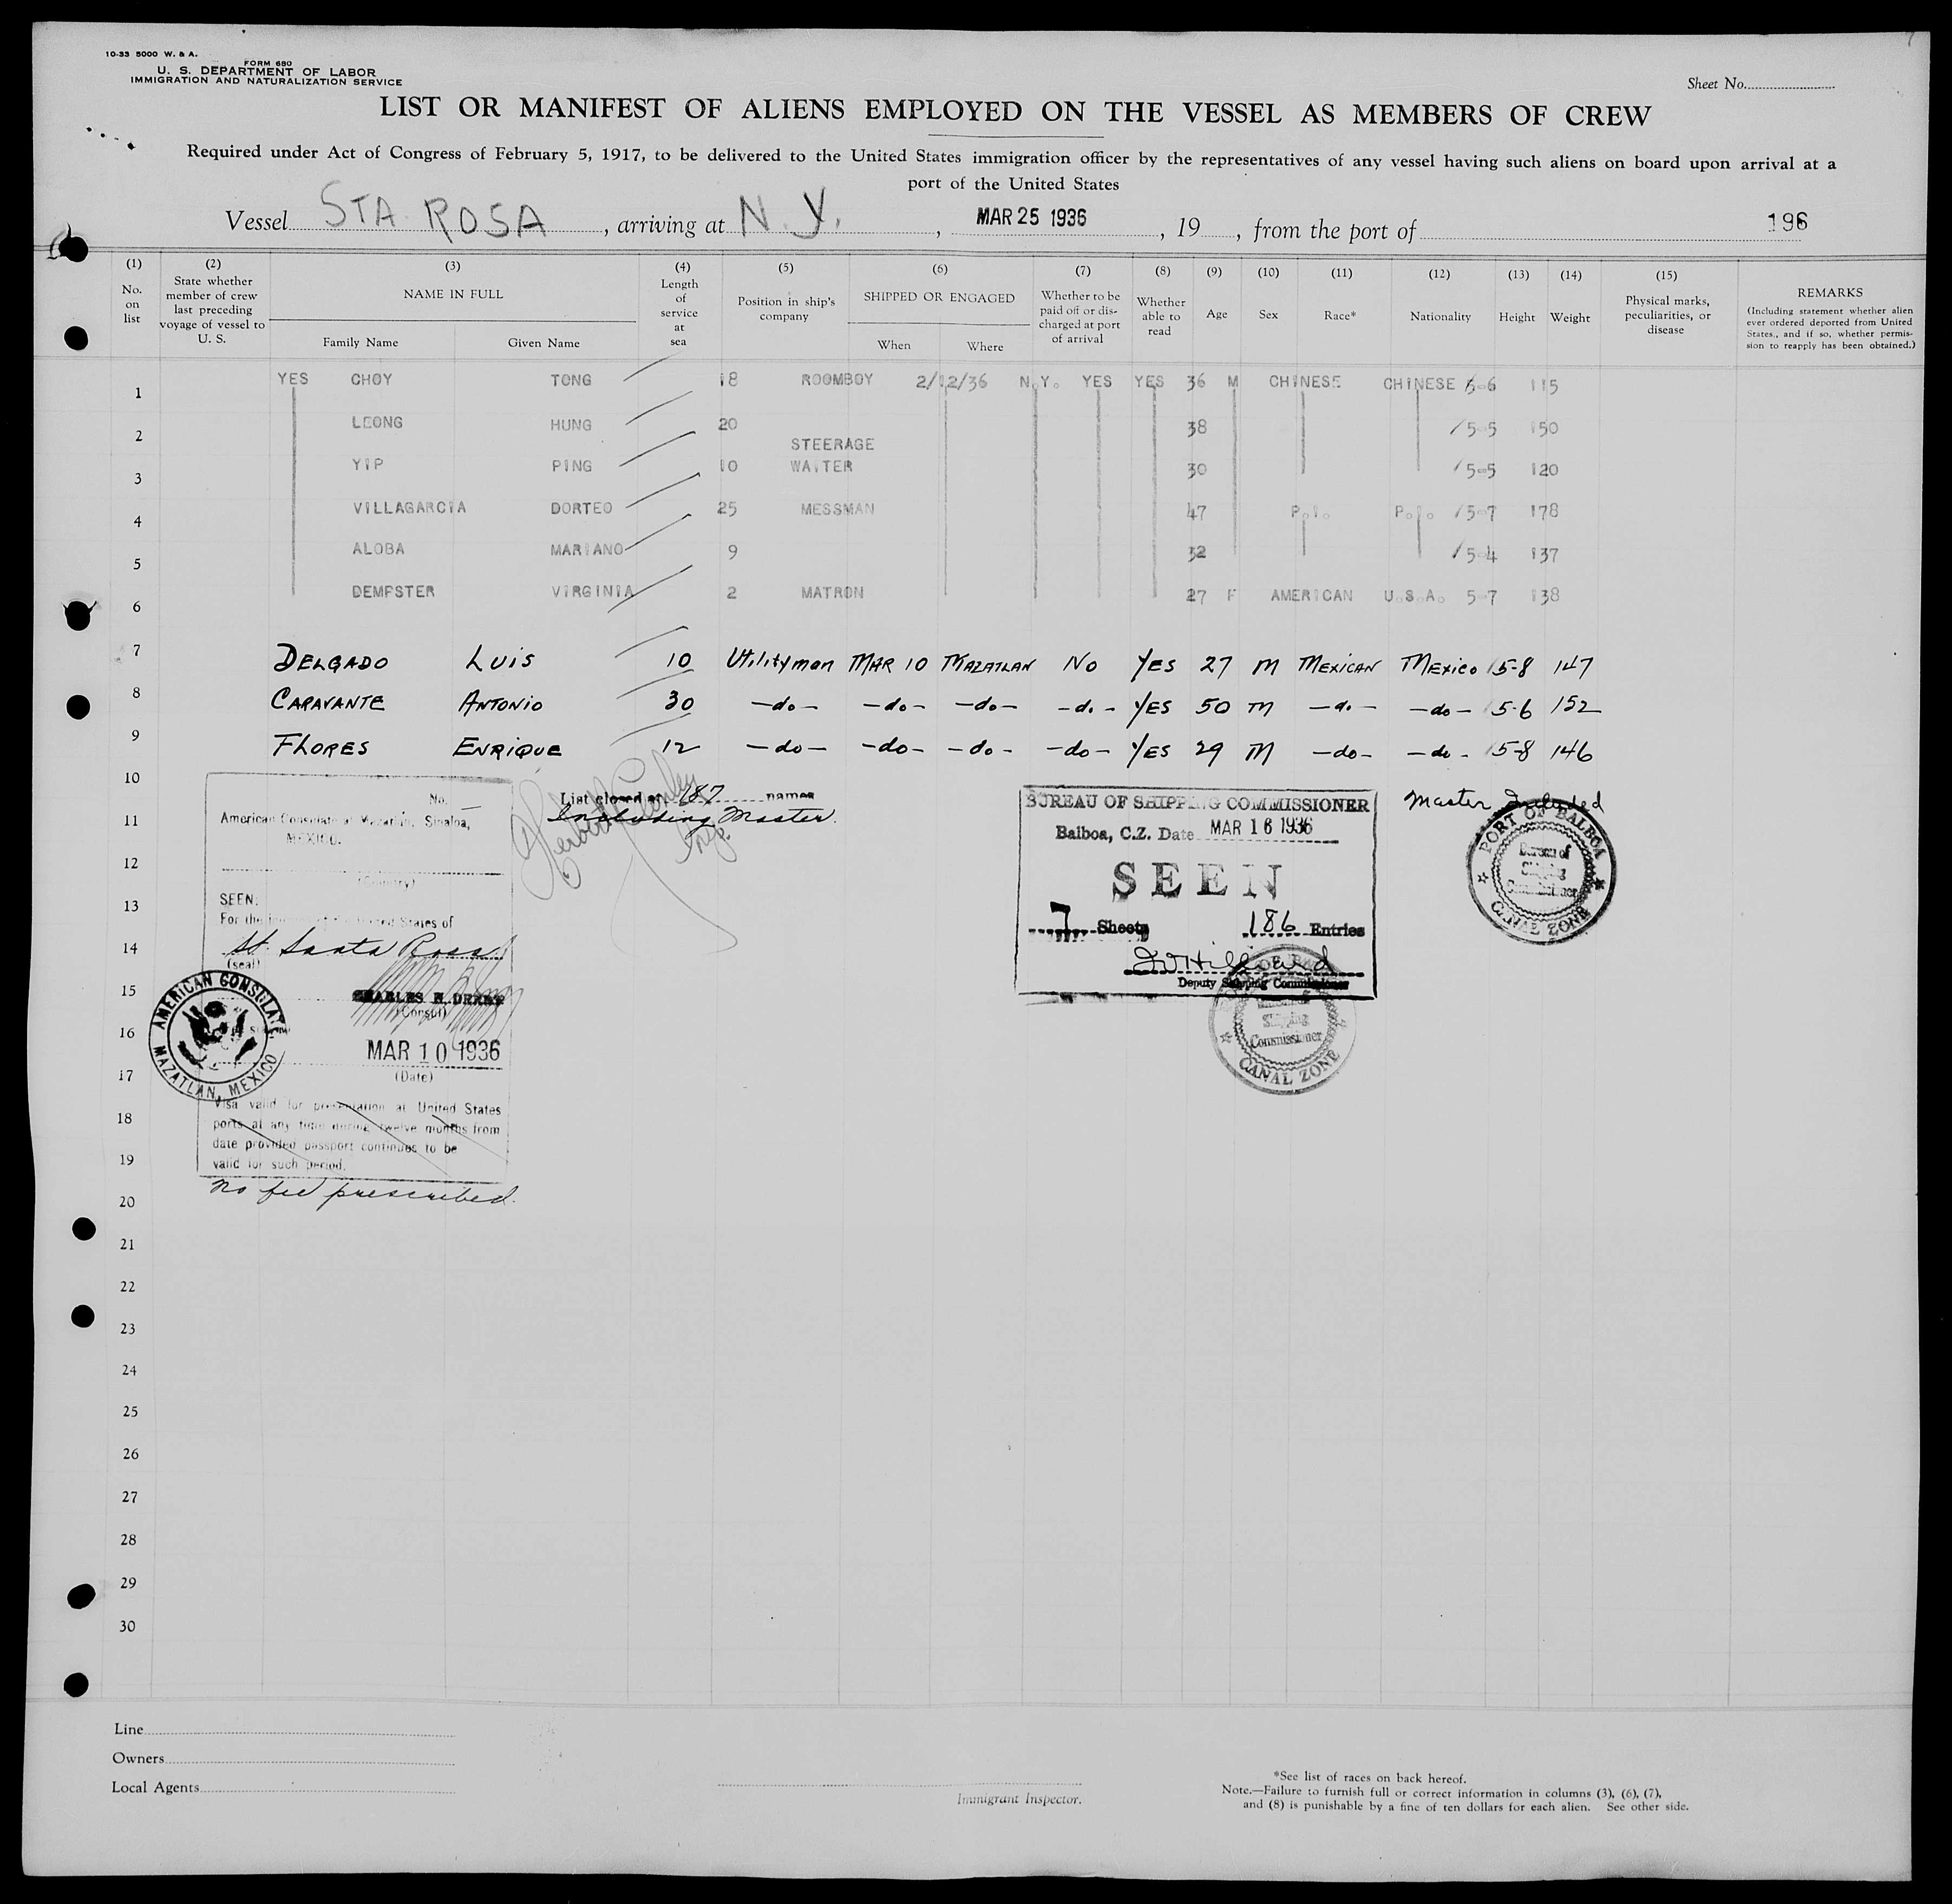 10-33 5000 W. & A.
FORM 680
U. S. DEPARTMENT OF LABOR
IMMIGRATION AND NATURALIZATION SERVICE
Sheet No.
LIST OR MANIFEST OF ALIENS EMPLOYED ON THE VESSEL AS MEMBERS OF CREW
Required under Act of Congress of February 5, 1917, to be delivered to the United States immigration officer by the representatives of any vessel having such aliens on board upon arrival at a
port of the United States
Vessel STA ROSA, arriving at N.Y., MAR 25 1936, 19, from the port of 196
(1) No. on list
(2) State whether member of crew last preceding voyage of vessel to U. S.
(3) NAME IN FULL Family Name Given Name
(4) Length of service at sea
(5) Position in ship's company
(6) SHIPPED OR ENGAGED When Where
(7) Whether to be paid off or discharged at port of arrival
(8) Whether able to read
(9) Age
(10) Sex
(11) Race*
(12) Nationality
(13) Height
(14) Weight
(15) Physical marks, peculiarities, or disease
REMARKS (Including statement whether alien ever ordered deported from United States, and if so, whether permission to reapply has been obtained.)
1 YES CHOY TONG 18 ROOMBOY 2/12/36 N.Y. YES YES 36 M CHINESE CHINESE 5-6 115
2 LEONG HUNG 20 38 5-5 150
3 YIP PING 10 STEERAGE WAITER 30 5-5 120
4 VILLAGARCIA DORTEO 25 MESSMAN 47 P.I. P.I. 5-7 178
5 ALOBA MARIANO 9 32 5-4 137
6 DEMPSTER VIRGINIA 2 MATRON 27 F AMERICAN U.S.A. 5-7 138
7 DELGADO LUIS 10 Utilityman MAR 10 MAZATLAN NO YES 27 M MEXICAN MEXICO 5-8 147
8 CARAVANTE ANTONIO 30 -do- -do- -do- -do- YES 50 M -do- -do- 5-6 152
9 FLORES ENRIQUE 12 -do- -do- -do- -do- YES 29 M -do- -do- 5-8 146
10
11
12
13
14
15
16
17
18
19
20
21
22
23
24
25
26
27
28
29
30
No.
American Consulate at Mazatlan, Sinaloa,
MEXICO.
(Country)
SEEN:
For the United States of
St. Santa Rosa
(seal)
(Consul)
MAR 10 1936
(Date)
Visa valid for presentation at United States
ports at any time during twelve months from
date provided passport continues to be
valid for such period.
No fee prescribed.
AMERICAN CONSULATE
MAZATLAN, MEXICO
List closed at 187 names
Including Master.
BUREAU OF SHIPPING COMMISSIONER
Balboa, C.Z. Date MAR 16 1936
SEEN
7 Sheets 186 Entries
Deputy Shipping Commissioner
Master Included
PORT OF BALBOA
Bureau of
Shipping
Commissioner
CANAL ZONE
Shipping
Commissioner
CANAL ZONE
Line
Owners
Local Agents
Immigrant Inspector.
*See list of races on back hereof.
Note.—Failure to furnish full or correct information in columns (3), (6), (7),
and (8) is punishable by a fine of ten dollars for each alien. See other side.